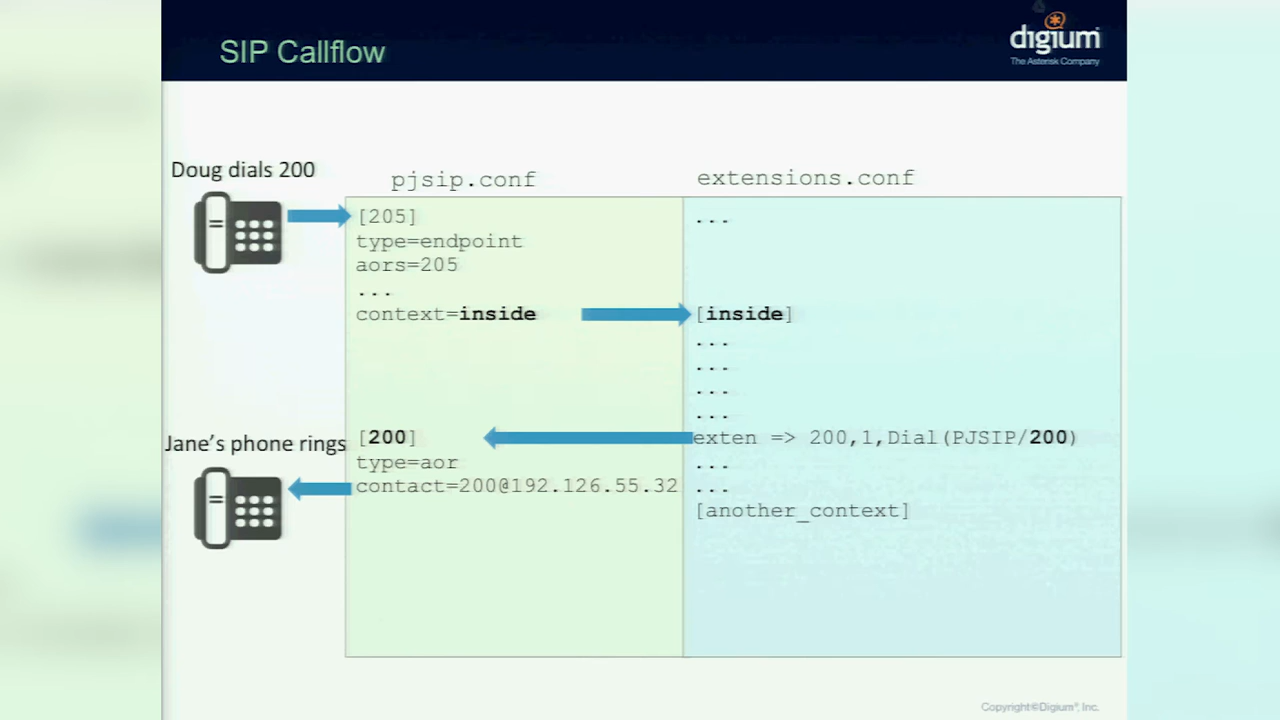 SIP Callflow
digium
The Asterisk Company
Doug dials 200
pjsip.conf
extensions.conf
[205]
type=endpoint
aors=205
...
context=inside
...
[inside]
...
...
...
...
Jane's phone rings
[200]
type=aor
contact=200@192.126.55.32
exten => 200,1,Dial(PJSIP/200)
...
...
[another_context]
Copyright©Digium®, Inc.